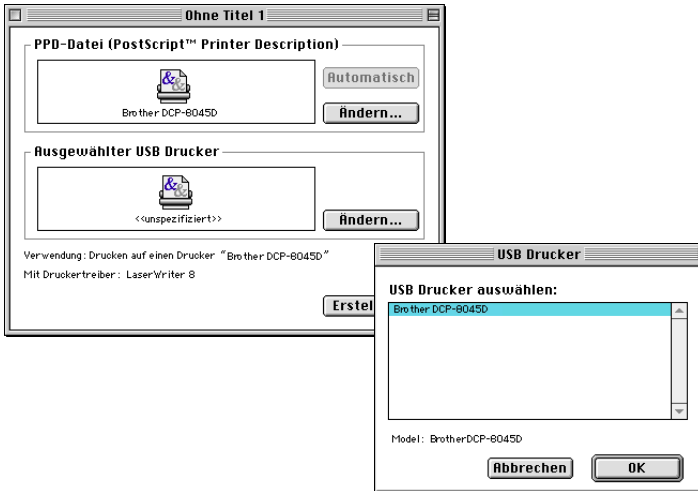 Ohne Titel 1
PPD-Datei (PostScript™ Printer Description)
Automatisch
Brother DCP-8045D
Ändern...
Ausgewählter USB Drucker
<<unspezifiziert>>
Ändern...
Verwendung: Drucken auf einen Drucker "Brother DCP-8045D"
Mit Druckertreiber: LaserWriter 8
Erstel
USB Drucker
USB Drucker auswählen:
Brother DCP-8045D
Model: BrotherDCP-8045D
Abbrechen
OK